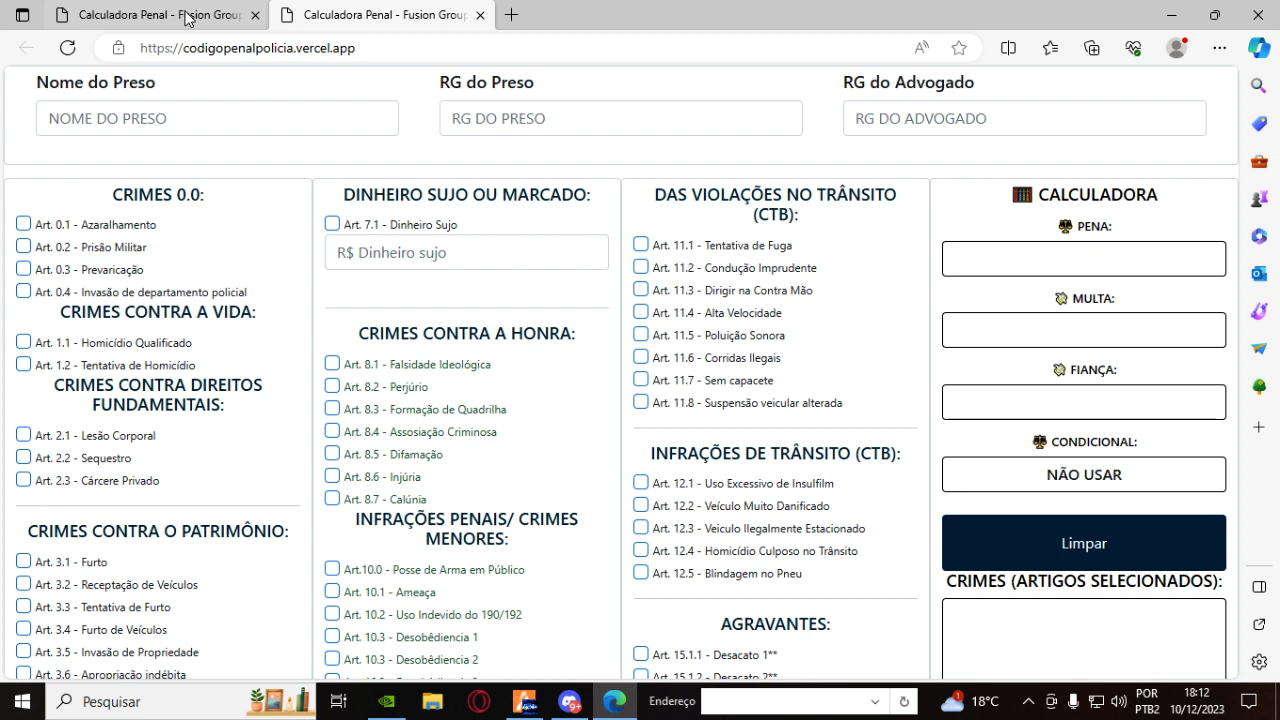 Calculadora Penal - Fusion Group
Calculadora Penal - Fusion Group
https://codigopenalpolicia.vercel.app
Nome do Preso
RG do Preso
RG do Advogado
NOME DO PRESO
RG DO PRESO
RG DO ADVOGADO
CRIMES 0.0:
Art. 0.1 - Azaralhamento
Art. 0.2 - Prisão Militar
Art. 0.3 - Prevaricação
Art. 0.4 - Invasão de departamento policial
CRIMES CONTRA A VIDA:
Art. 1.1 - Homicídio Qualificado
Art. 1.2 - Tentativa de Homicídio
CRIMES CONTRA DIREITOS
FUNDAMENTAIS:
Art. 2.1 - Lesão Corporal
Art. 2.2 - Sequestro
Art. 2.3 - Cárcere Privado
CRIMES CONTRA O PATRIMÔNIO:
Art. 3.1 - Furto
Art. 3.2 - Receptação de Veículos
Art. 3.3 - Tentativa de Furto
Art. 3.4 - Furto de Veículos
Art. 3.5 - Invasão de Propriedade
Art. 3.6 - Apropriação indébita
DINHEIRO SUJO OU MARCADO:
Art. 7.1 - Dinheiro Sujo
R$ Dinheiro sujo
CRIMES CONTRA A HONRA:
Art. 8.1 - Falsidade Ideológica
Art. 8.2 - Perjúrio
Art. 8.3 - Formação de Quadrilha
Art. 8.4 - Assosiação Criminosa
Art. 8.5 - Difamação
Art. 8.6 - Injúria
Art. 8.7 - Calúnia
INFRAÇÕES PENAIS/ CRIMES
MENORES:
Art.10.0 - Posse de Arma em Público
Art. 10.1 - Ameaça
Art. 10.2 - Uso Indevido do 190/192
Art. 10.3 - Desobêdiencia 1
Art. 10.3 - Desobêdiencia 2
DAS VIOLAÇÕES NO TRÂNSITO
(CTB):
Art. 11.1 - Tentativa de Fuga
Art. 11.2 - Condução Imprudente
Art. 11.3 - Dirigir na Contra Mão
Art. 11.4 - Alta Velocidade
Art. 11.5 - Poluição Sonora
Art. 11.6 - Corridas Ilegais
Art. 11.7 - Sem capacete
Art. 11.8 - Suspensão veicular alterada
INFRAÇÕES DE TRÂNSITO (CTB):
Art. 12.1 - Uso Excessivo de Insulfilm
Art. 12.2 - Veículo Muito Danificado
Art. 12.3 - Veiculo Ilegalmente Estacionado
Art. 12.4 - Homicídio Culposo no Trânsito
Art. 12.5 - Blindagem no Pneu
AGRAVANTES:
Art. 15.1.1 - Desacato 1**
Art. 15.1.2 - Desacato 2**
CALCULADORA
PENA:
MULTA:
FIANÇA:
CONDICIONAL:
NÃO USAR
Limpar
CRIMES (ARTIGOS SELECIONADOS):
Pesquisar
Endereço
18°C
POR
PTB2
18:12
10/12/2023